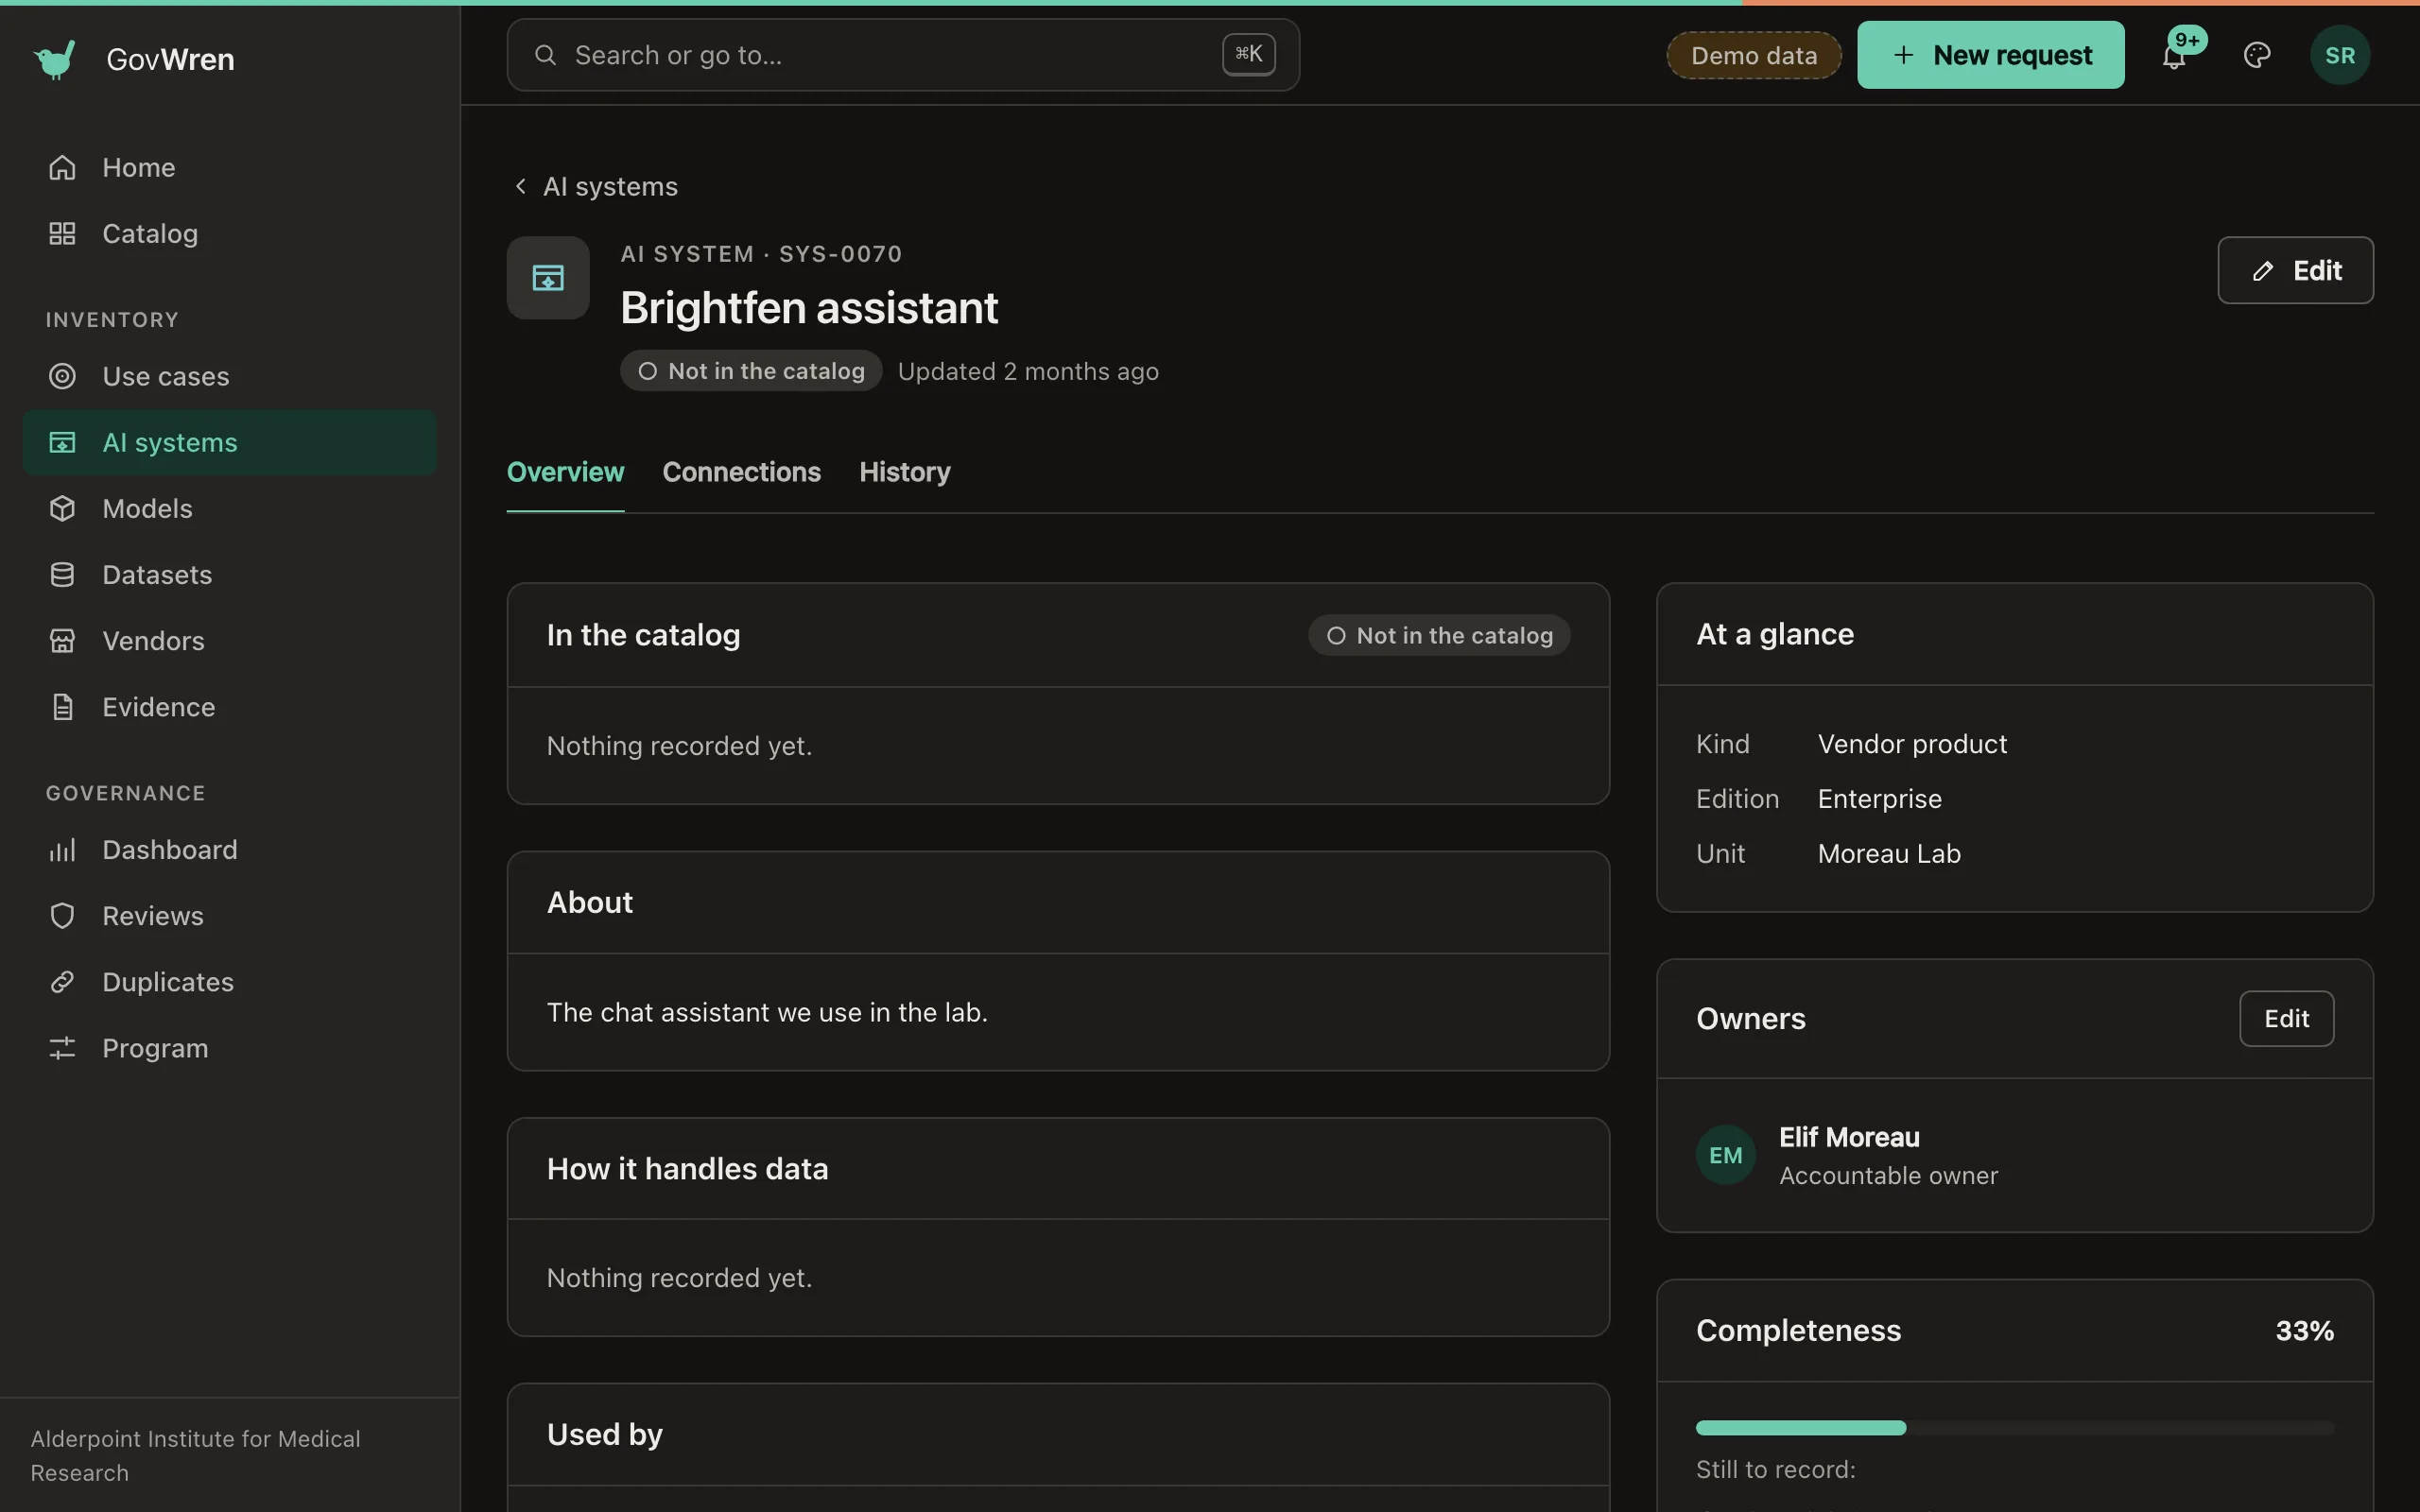 GovWren
Search or go to...
⌘K
Demo data
New request
9+
SR
Home
Catalog
INVENTORY
Use cases
AI systems
Models
Datasets
Vendors
Evidence
GOVERNANCE
Dashboard
Reviews
Duplicates
Program
Alderpoint Institute for Medical
Research
AI systems
AI SYSTEM · SYS-0070
Brightfen assistant
Not in the catalog
Updated 2 months ago
Edit
Overview
Connections
History
In the catalog
Not in the catalog
Nothing recorded yet.
About
The chat assistant we use in the lab.
How it handles data
Nothing recorded yet.
Used by
At a glance
Kind Vendor product
Edition Enterprise
Unit Moreau Lab
Owners
Edit
EM
Elif Moreau
Accountable owner
Completeness
33%
Still to record: